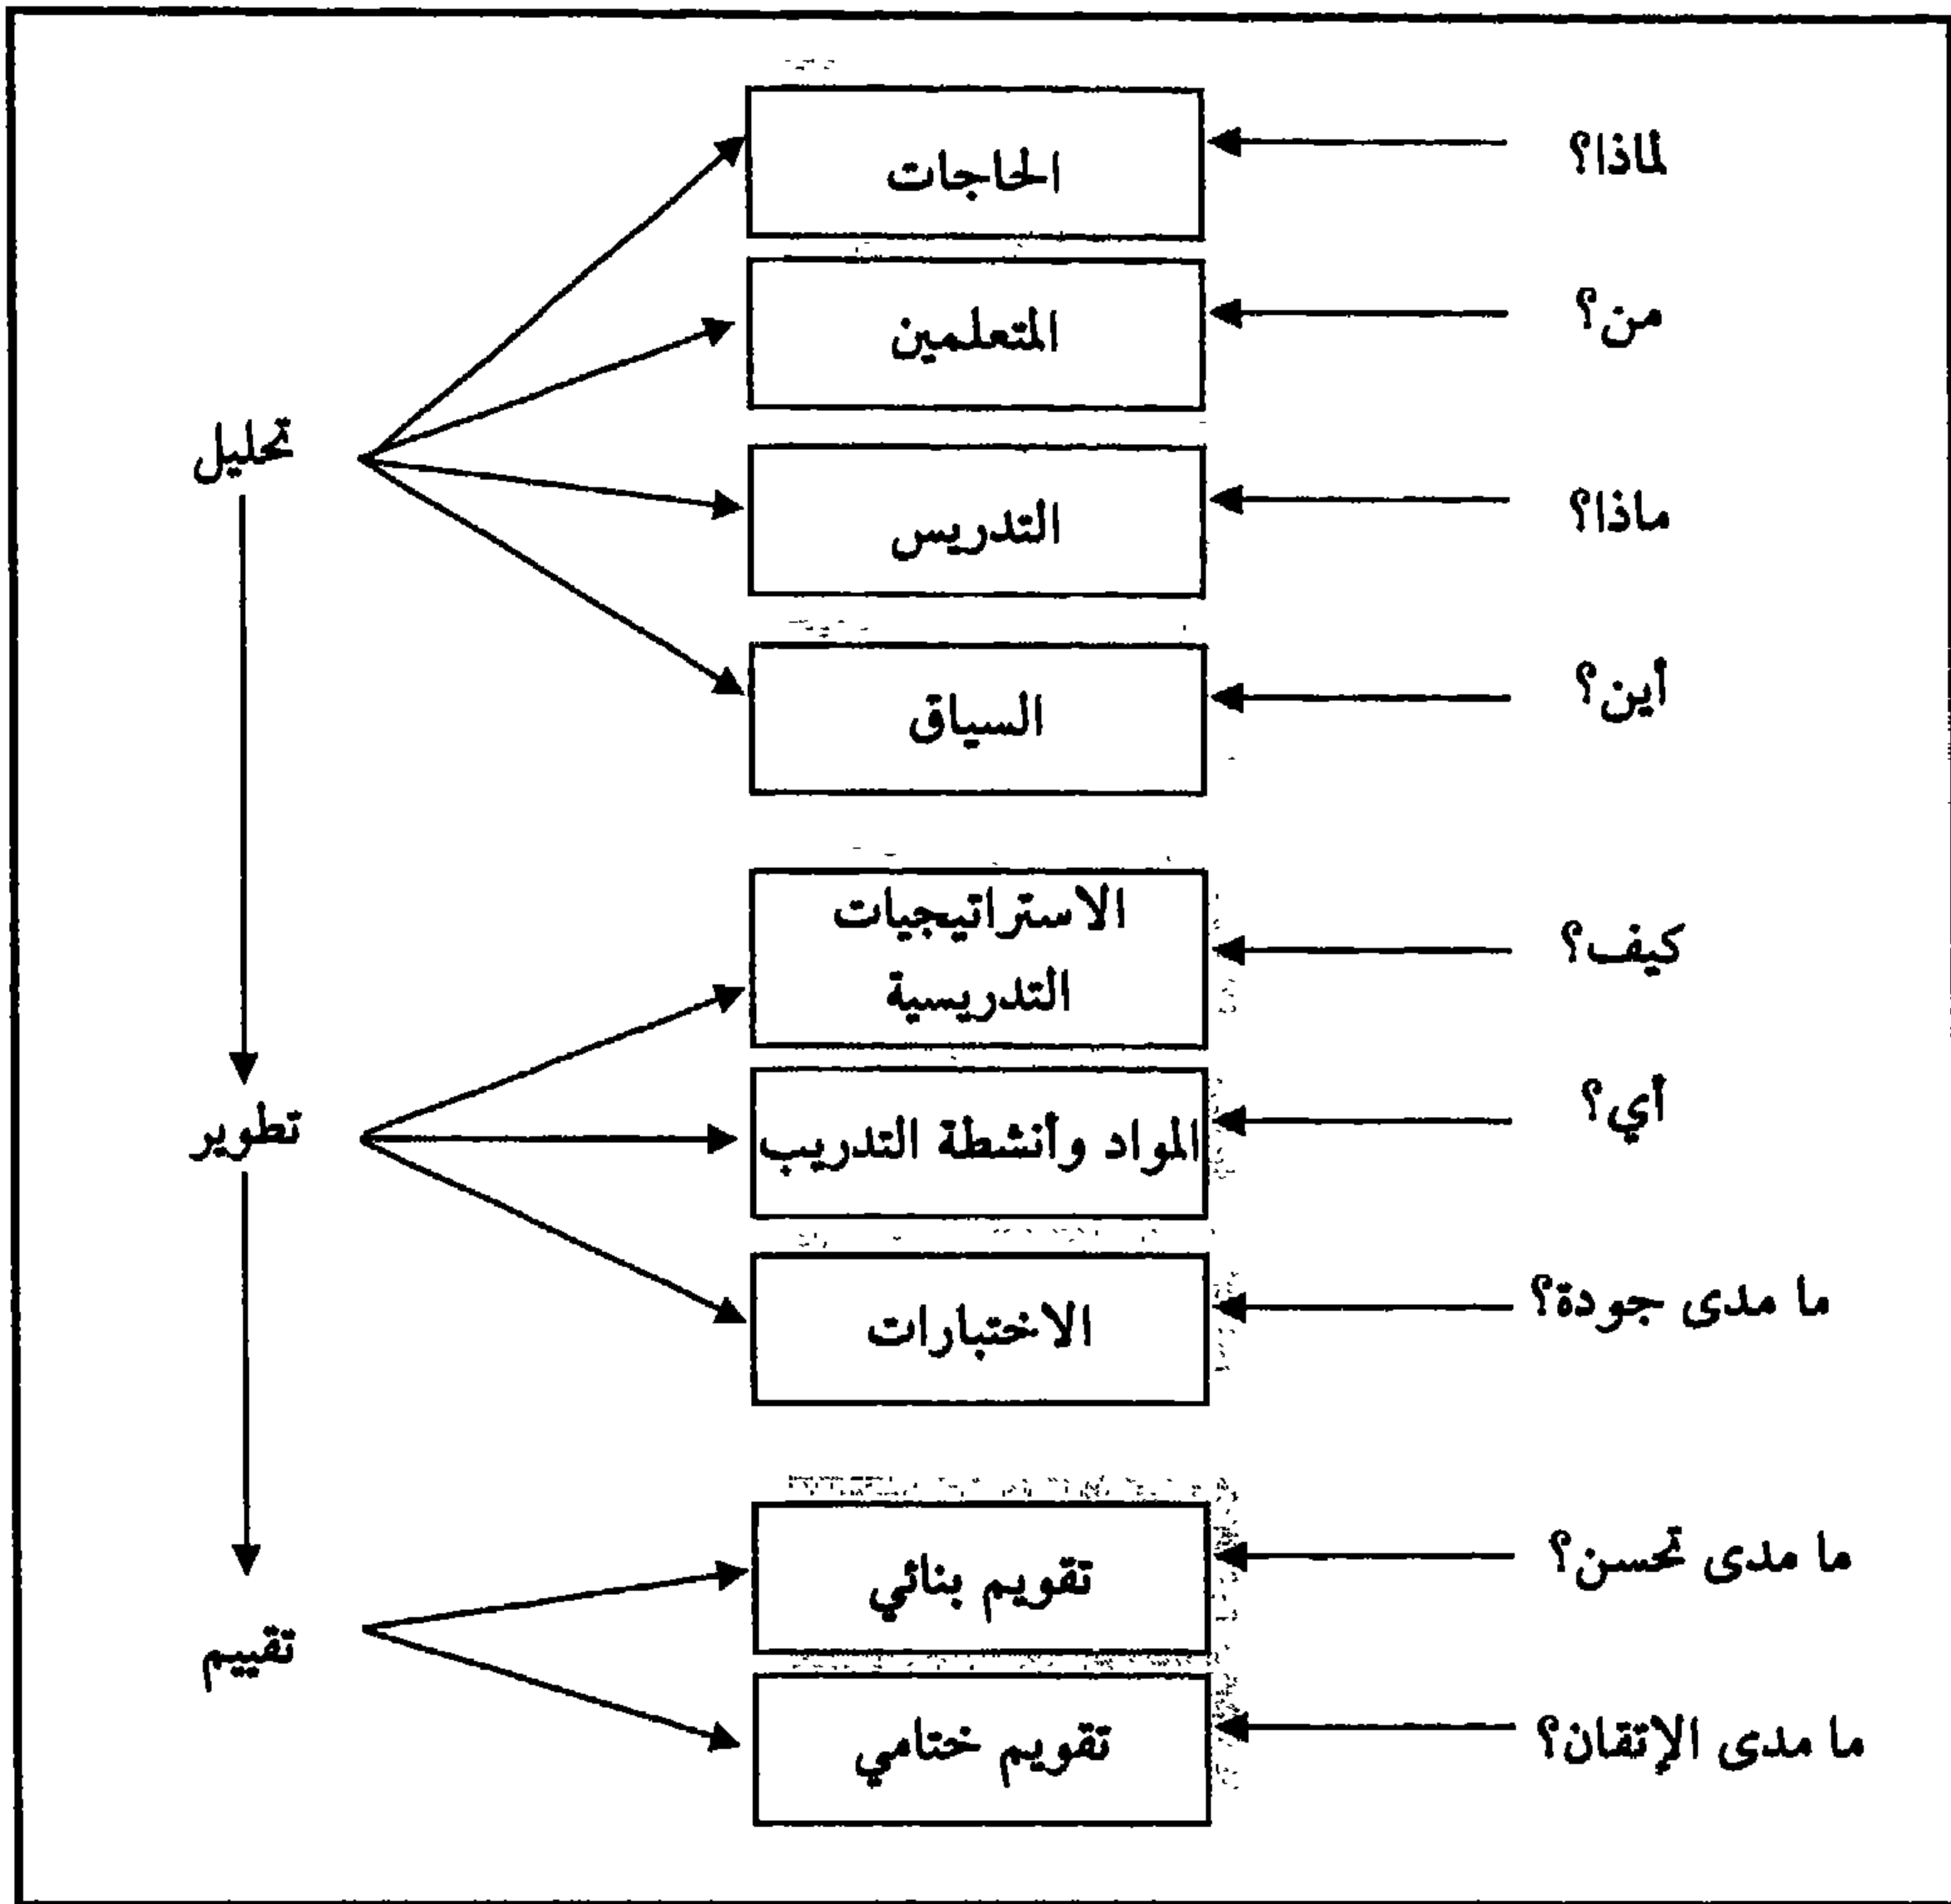 لماذا؟
الحاجات
من؟
المتعلمين
تحليل
ماذا؟
التدريس
أين؟
السياق
كيف؟
الاستراتيجيات
التدريسية
أي؟
المواد وأنشطة التدريب
تطوير
ما مدى جودة؟
الاختبارات
ما مدى تحسن؟
تقويم بنائي
تقييم
ما مدى الإتقان؟
تقويم ختامي